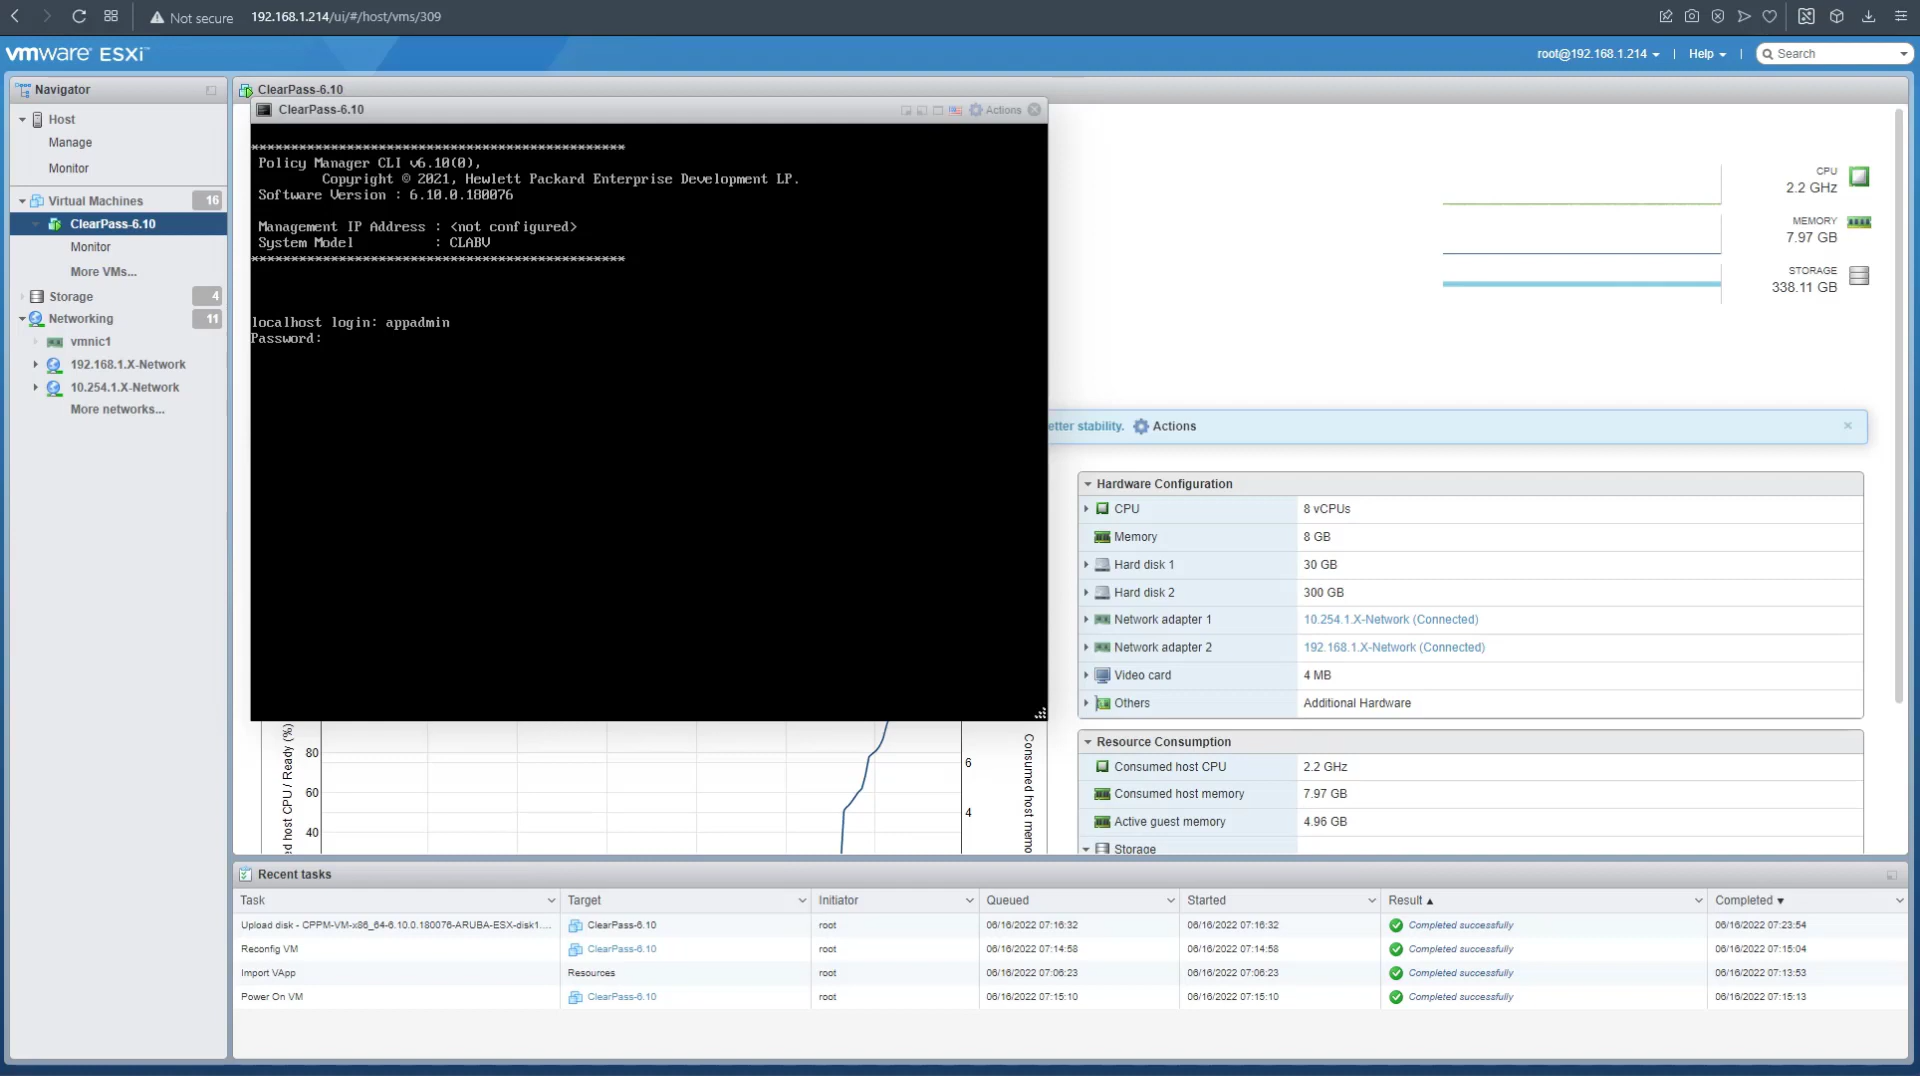 Not secure 192.168.1.214/ui/#/host/vms/309
vmware ESXi™
root@192.168.1.214 | Help | Search
Navigator
Host
Manage
Monitor
Virtual Machines 16
ClearPass-6.10
Monitor
More VMs...
Storage 4
Networking 11
vmnic1
192.168.1.X-Network
10.254.1.X-Network
More networks...
ClearPass-6.10
ClearPass-6.10
Actions
***********************************************
Policy Manager CLI v6.10(0),
Copyright © 2021, Hewlett Packard Enterprise Development LP.
Software Version : 6.10.0.180076
Management IP Address : <not configured>
System Model : CLABV
***********************************************
localhost login: appadmin
Password:
CPU
2.2 GHz
MEMORY
7.97 GB
STORAGE
338.11 GB
etter stability. Actions
Hardware Configuration
CPU 8 vCPUs
Memory 8 GB
Hard disk 1 30 GB
Hard disk 2 300 GB
Network adapter 1 10.254.1.X-Network (Connected)
Network adapter 2 192.168.1.X-Network (Connected)
Video card 4 MB
Others Additional Hardware
Resource Consumption
Consumed host CPU 2.2 GHz
Consumed host memory 7.97 GB
Active guest memory 4.96 GB
Storage
ed host CPU / Ready (%)
80
60
40
6
4
Consumed host memo
Recent tasks
Task Target Initiator Queued Started Result ▲ Completed ▼
Upload disk - CPPM-VM-x86_64-6.10.0.180076-ARUBA-ESX-disk1.... ClearPass-6.10 root 06/16/2022 07:16:32 06/16/2022 07:16:32 Completed successfully 06/16/2022 07:23:54
Reconfig VM ClearPass-6.10 root 06/16/2022 07:14:58 06/16/2022 07:14:58 Completed successfully 06/16/2022 07:15:04
Import VApp Resources root 06/16/2022 07:06:23 06/16/2022 07:06:23 Completed successfully 06/16/2022 07:13:53
Power On VM ClearPass-6.10 root 06/16/2022 07:15:10 06/16/2022 07:15:10 Completed successfully 06/16/2022 07:15:13